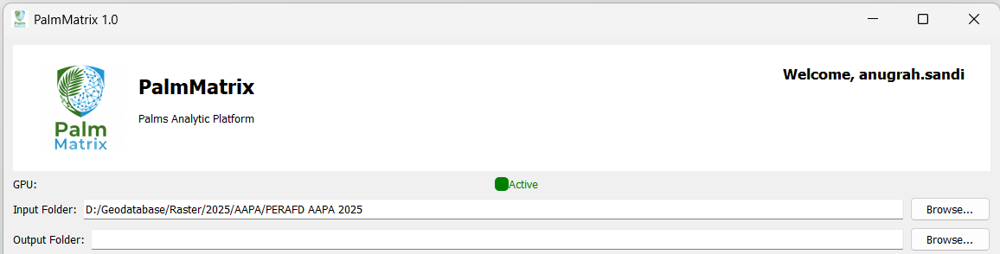 PalmMatrix 1.0
Palm
Matrix
PalmMatrix
Palms Analytic Platform
Welcome, anugrah.sandi
GPU: Active
Input Folder: D:/Geodatabase/Raster/2025/AAPA/PERAFD AAPA 2025 Browse...
Output Folder: Browse...